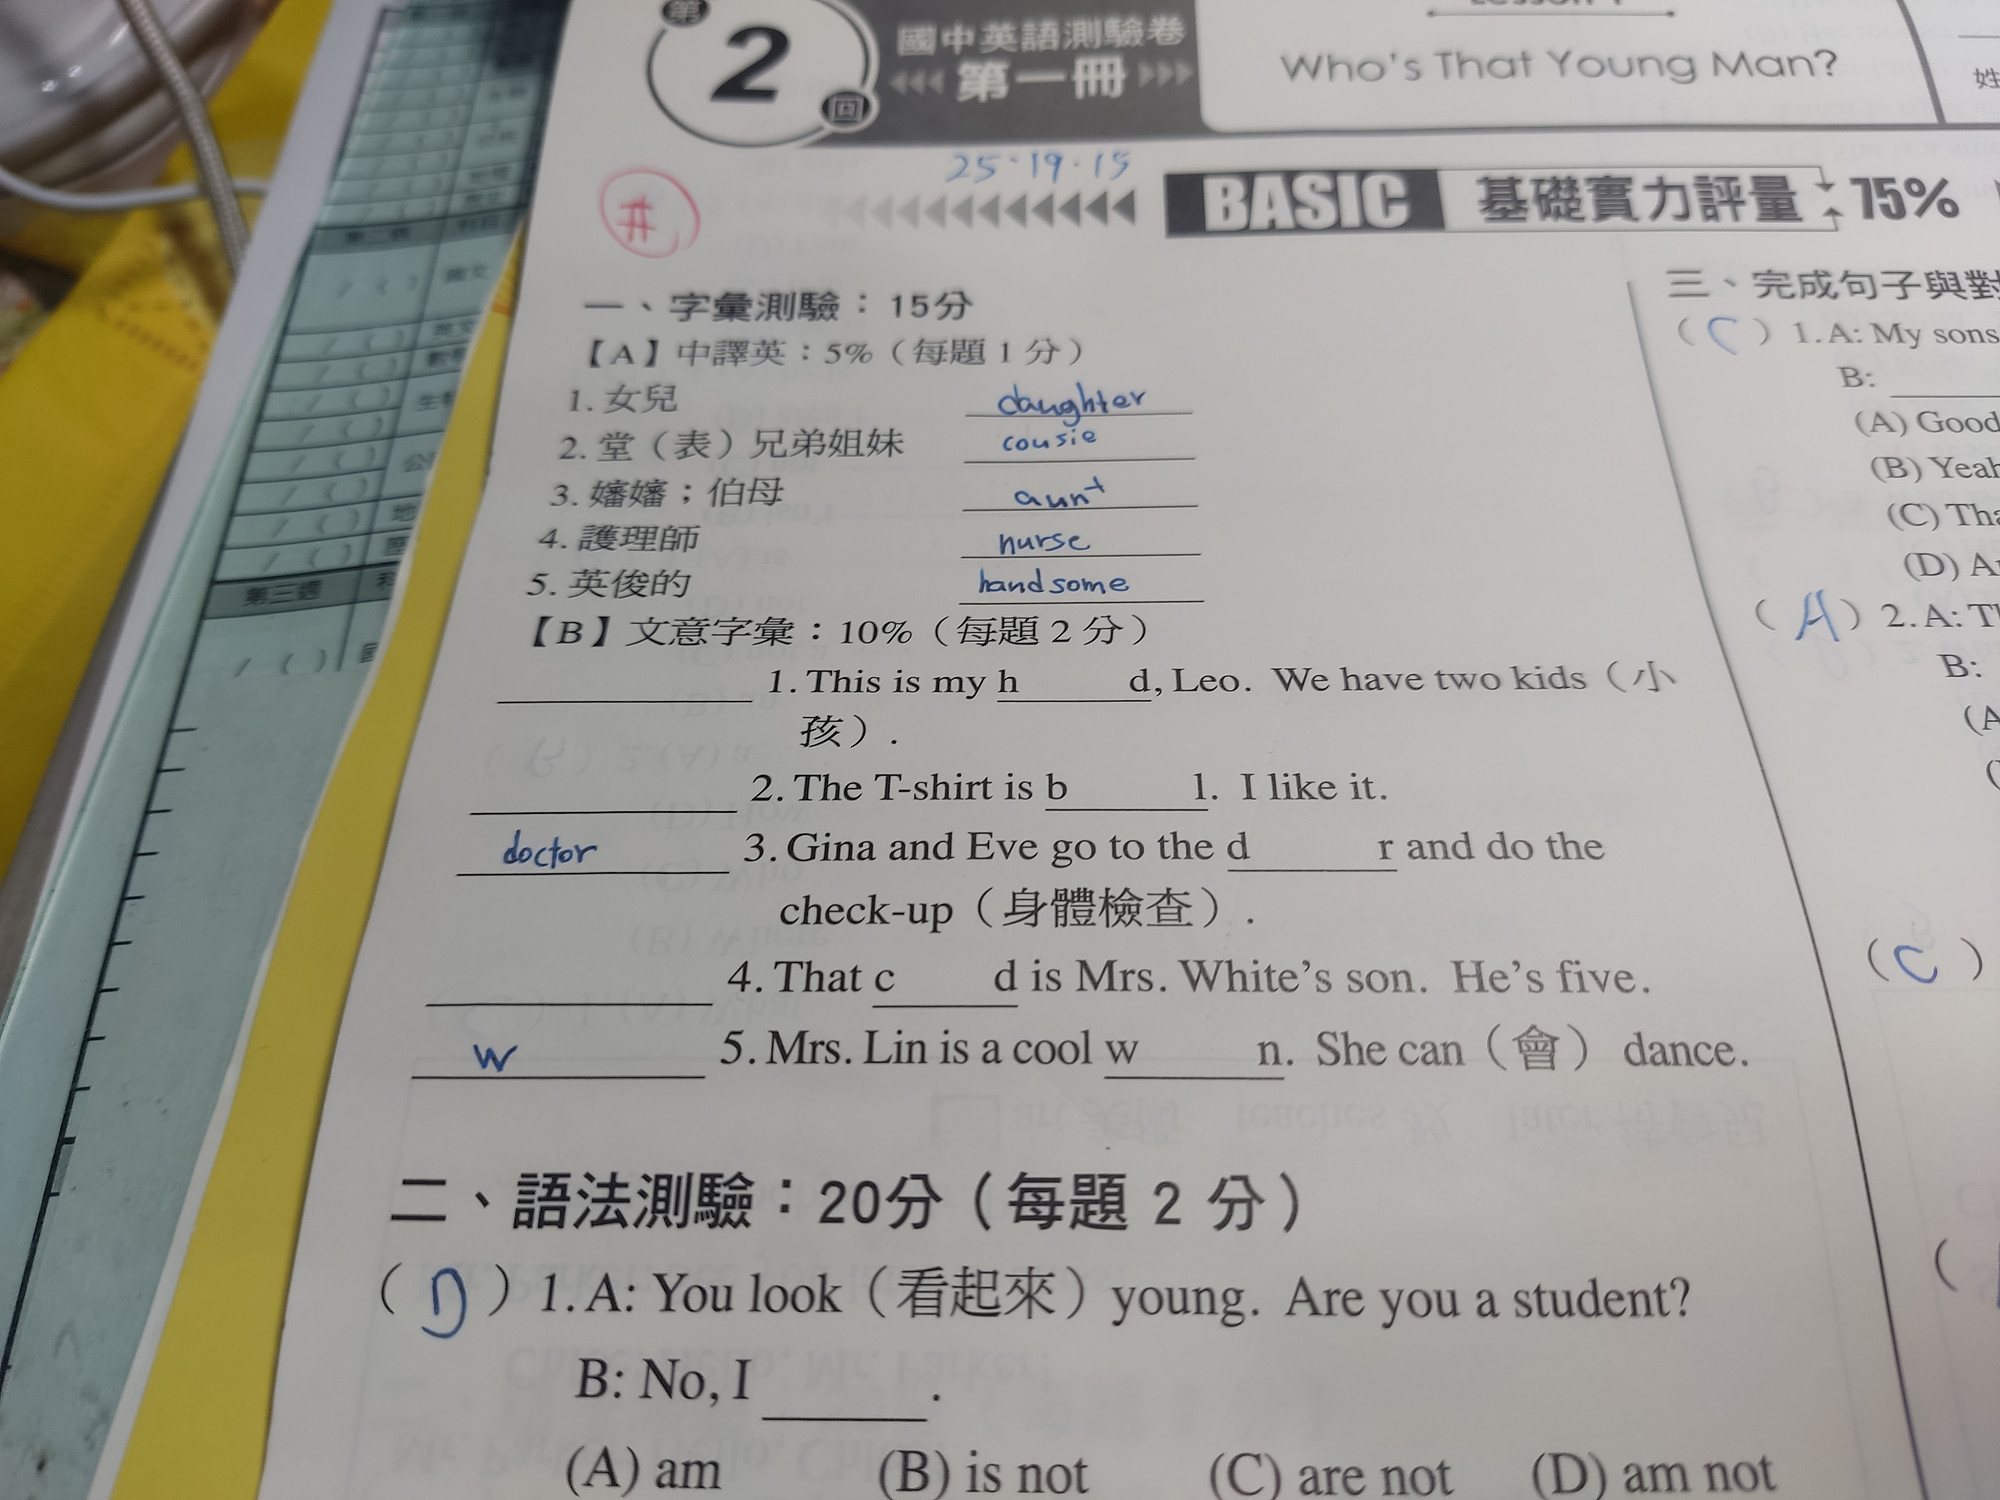 第
2
回
國中英語測驗卷
第一冊
Who's That Young Man?
姓
25.19.15
#
BASIC 基礎實力評量 75%
一、字彙測驗：15分
【A】中譯英：5%（每題 1 分）
1. 女兒 daughter
2. 堂（表）兄弟姐妹 cousie
3. 嬸嬸；伯母 aunt
4. 護理師 nurse
5. 英俊的 handsome
【B】文意字彙：10%（每題 2 分）
1. This is my h d, Leo. We have two kids（小
孩）.
2. The T-shirt is b l. I like it.
doctor 3. Gina and Eve go to the d r and do the
check-up（身體檢查）.
4. That c d is Mrs. White's son. He's five.
w 5. Mrs. Lin is a cool w n. She can（會） dance.
二、語法測驗：20分（每題 2 分）
( D ) 1. A: You look（看起來）young. Are you a student?
B: No, I ______.
(A) am (B) is not (C) are not (D) am not
三、完成句子與對
( C ) 1. A: My sons
B:
(A) Good
(B) Yeah
(C) Tha
(D) A
( A ) 2. A: T
B:
(A
( C )
第三週